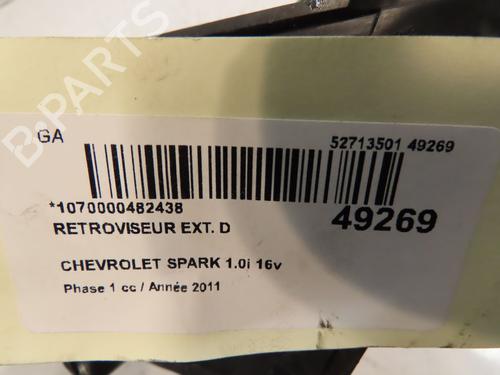 B-PARTS
GA
52713501 49269
*1070000482438
49269
RETROVISEUR EXT. D
CHEVROLET SPARK 1.0i 16v
Phase 1 cc / Année 2011